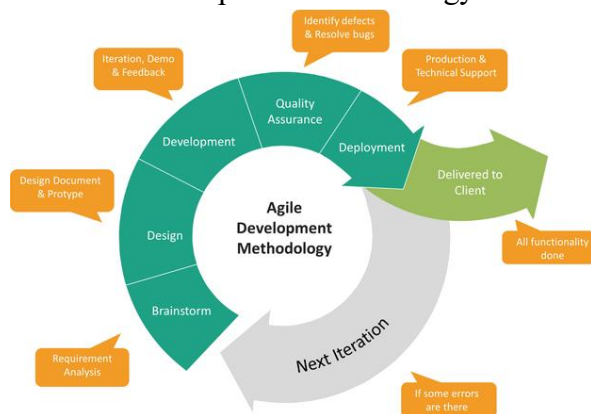 Identify defects
& Resolve bugs
Iteration, Demo
& Feedback
Production &
Technical Support
Quality
Assurance
Development
Deployment
Delivered to
Client
Design Document
& Protype
Agile
Development
Methodology
Design
All functionality
done
Brainstorm
Next Iteration
Requirement
Analysis
If some errors
are there